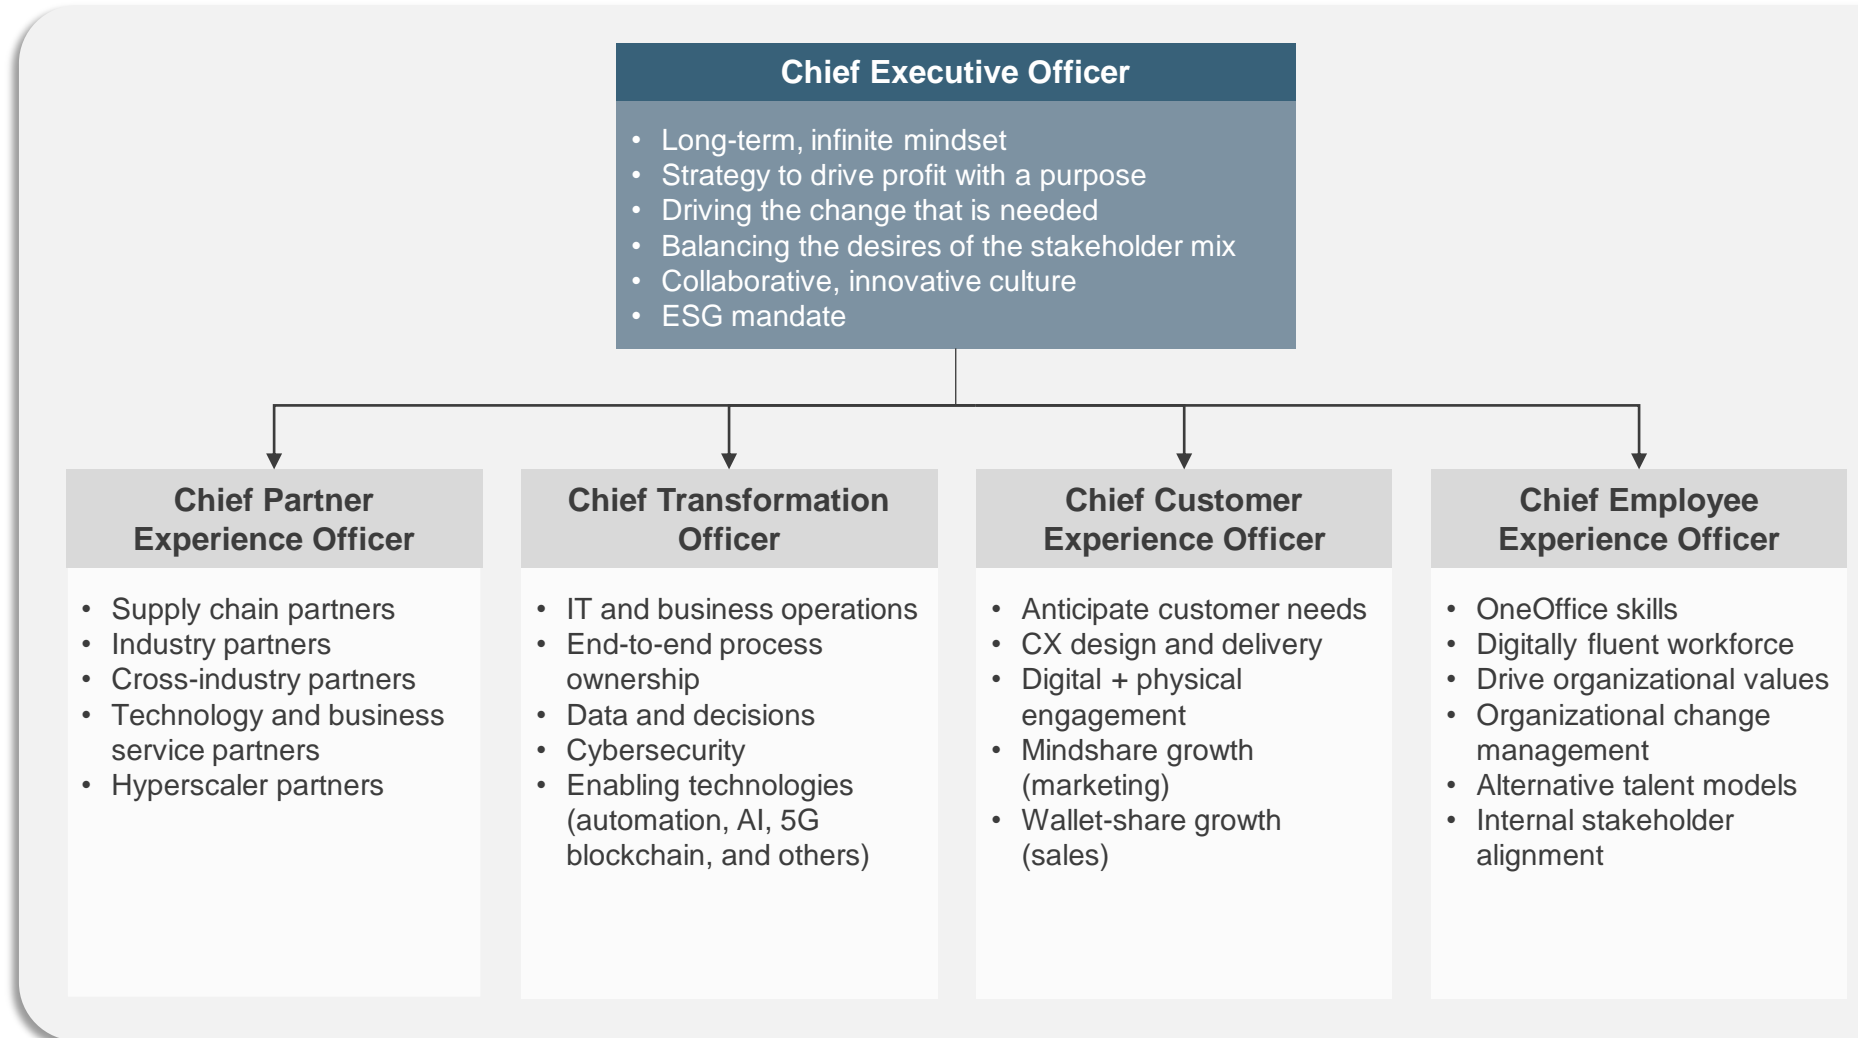 Chief Executive Officer
• Long-term, infinite mindset
• Strategy to drive profit with a purpose
• Driving the change that is needed
• Balancing the desires of the stakeholder mix
• Collaborative, innovative culture
• ESG mandate
Chief Partner
Experience Officer
• Supply chain partners
• Industry partners
• Cross-industry partners
• Technology and business
service partners
• Hyperscaler partners
Chief Transformation
Officer
• IT and business operations
• End-to-end process
ownership
• Data and decisions
• Cybersecurity
• Enabling technologies
(automation, AI, 5G
blockchain, and others)
Chief Customer
Experience Officer
• Anticipate customer needs
• CX design and delivery
• Digital + physical
engagement
• Mindshare growth
(marketing)
• Wallet-share growth
(sales)
Chief Employee
Experience Officer
• OneOffice skills
• Digitally fluent workforce
• Drive organizational values
• Organizational change
management
• Alternative talent models
• Internal stakeholder
alignment